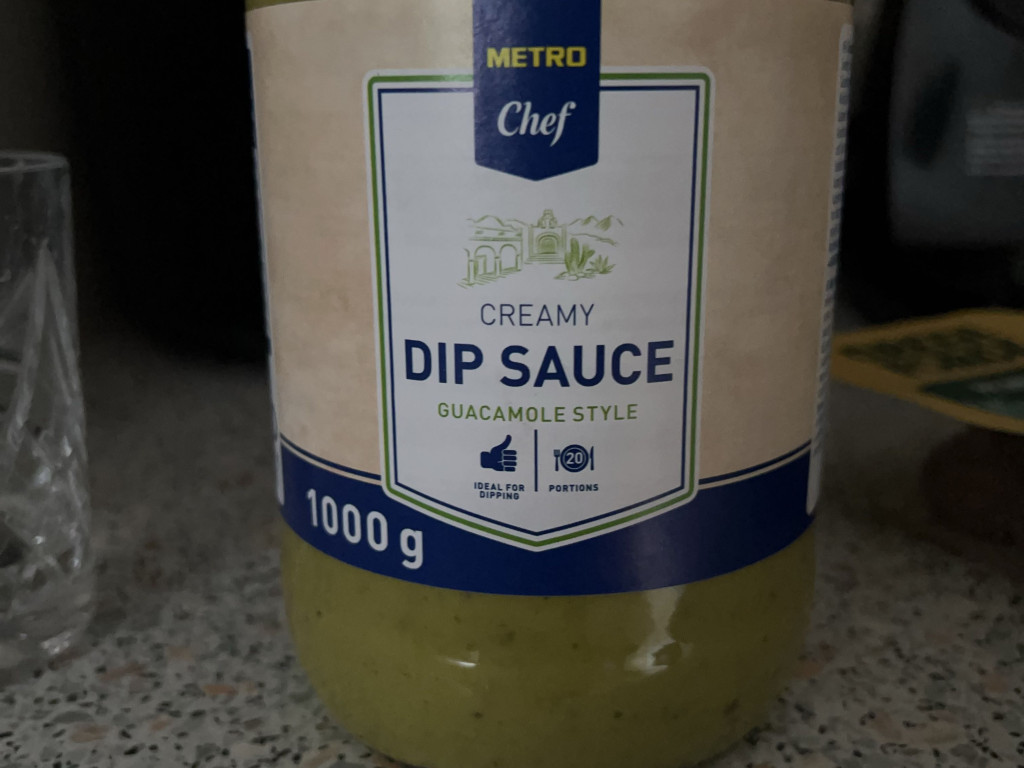 METRO
Chef
CREAMY
DIP SAUCE
GUACAMOLE STYLE
20
IDEAL FOR
DIPPING
PORTIONS
1000 g